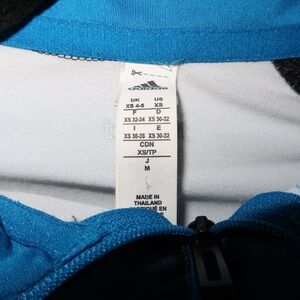 adidas
UK US
XS 4-6 XS
F D
XS 32-34 XS 30-32
I E
XS 36-38 XS 30-32
CDN
XS/TP
J
M
MADE IN
THAILAND